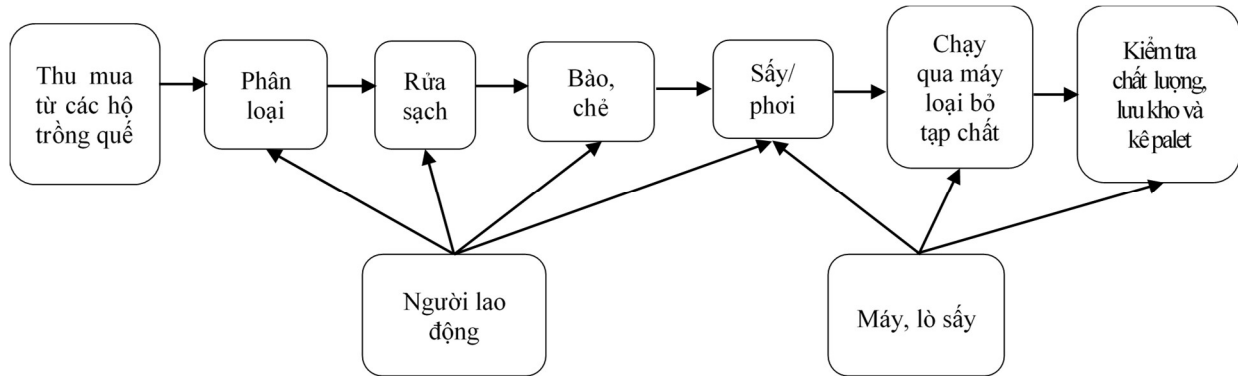 Thu mua
từ các hộ
trồng quế
Phân
loại
Rửa
sạch
Bào,
chẻ
Sấy/
phơi
Chạy
qua máy
loại bỏ
tạp chất
Kiểm tra
chất lượng,
lưu kho và
kê palet
Người lao
động
Máy, lò sấy